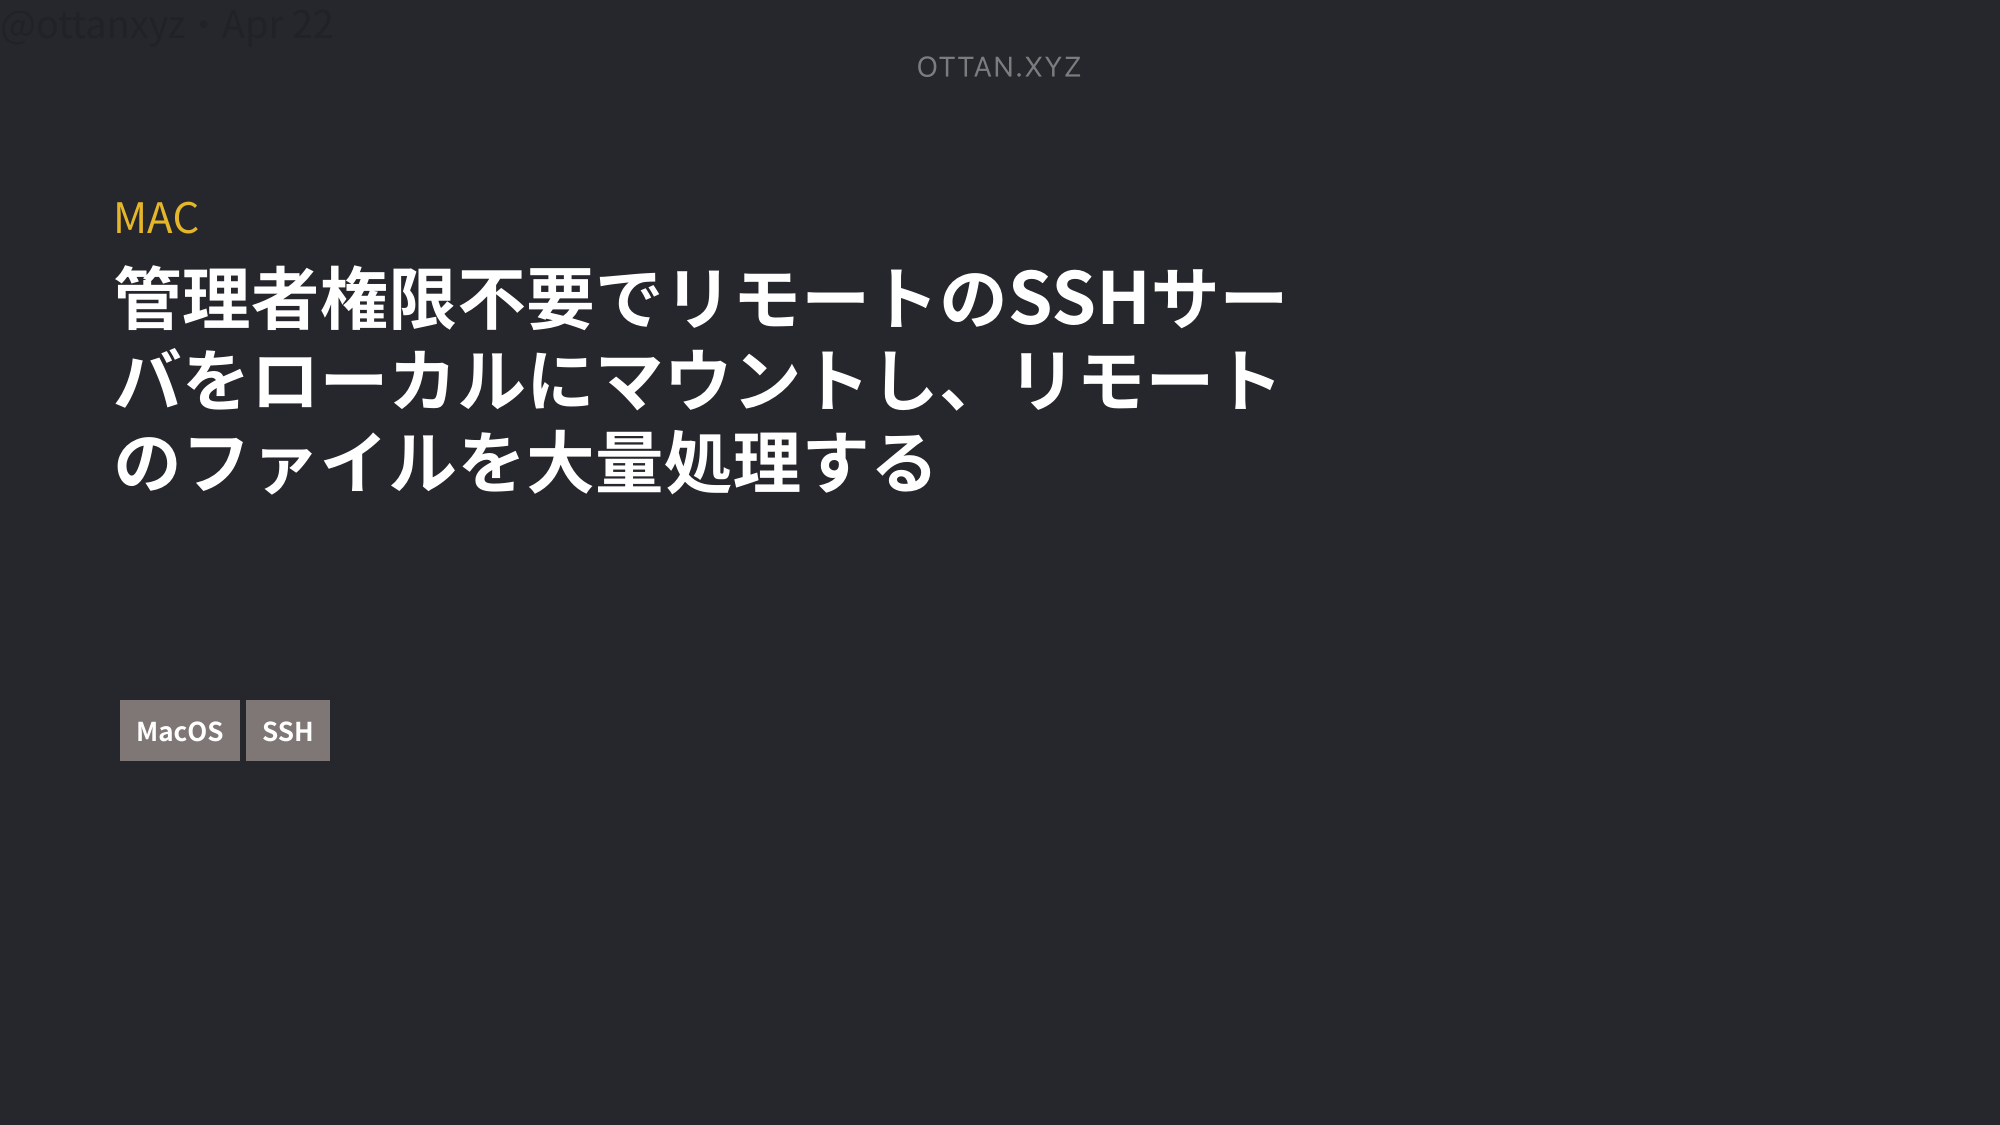 @ottanxyz・Apr 22
OTTAN.XYZ
MAC
管理者権限不要でリモートのSSHサー
バをローカルにマウントし、リモート
のファイルを大量処理する
MacOS SSH